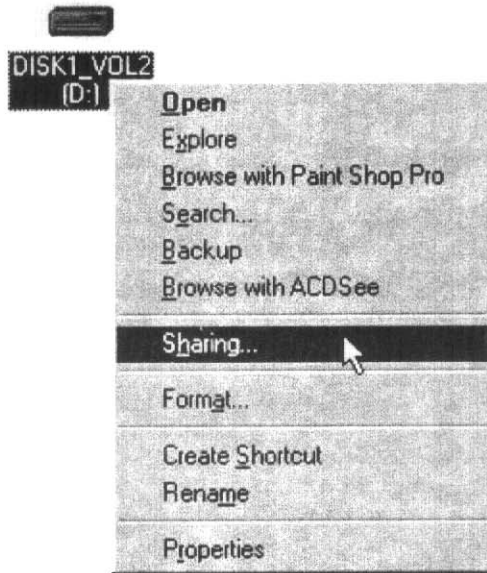 DISK1_VOL2
(D:)
Open
Explore
Browse with Paint Shop Pro
Search...
Backup
Browse with ACDSee
Sharing...
Format...
Create Shortcut
Rename
Properties